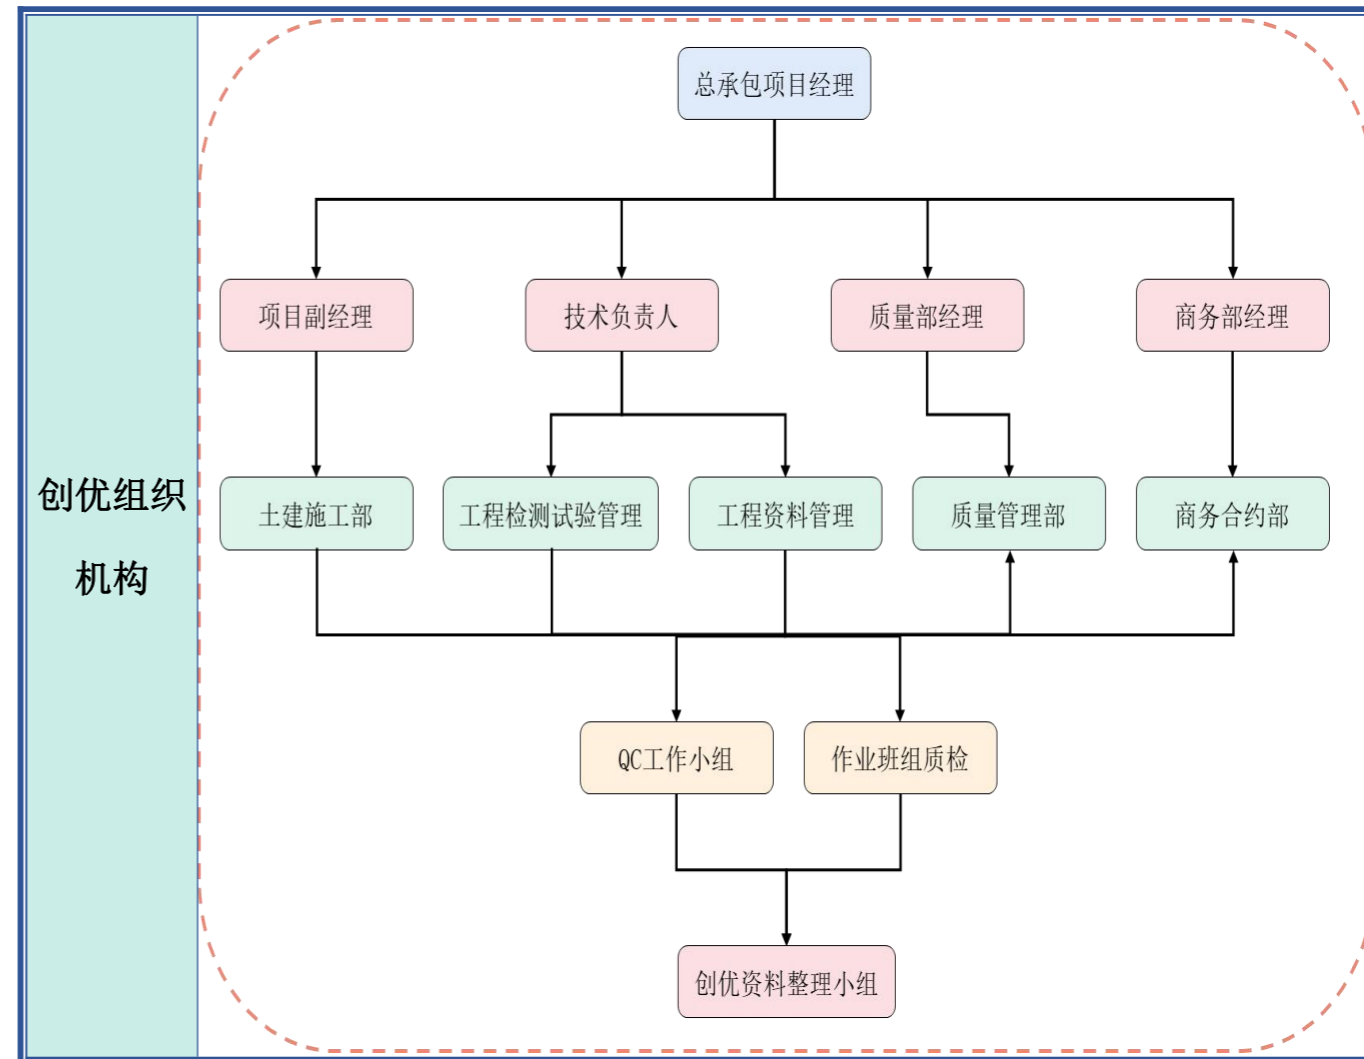 创优组织
机构
总承包项目经理
项目副经理
技术负责人
质量部经理
商务部经理
土建施工部
工程检测试验管理
工程资料管理
质量管理部
商务合约部
QC工作小组
作业班组质检
创优资料整理小组